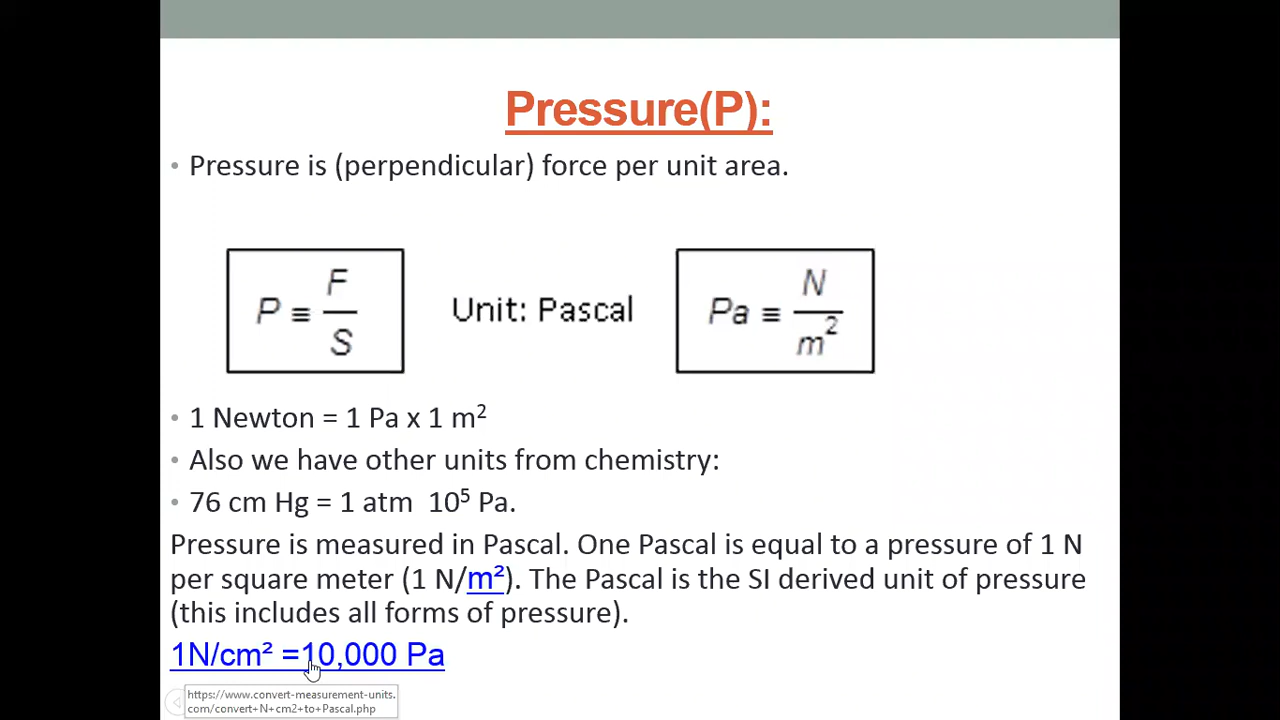 Pressure(P):
• Pressure is (perpendicular) force per unit area.
P ≡ F/S Unit: Pascal Pa ≡ N/m²
• 1 Newton = 1 Pa x 1 m²
• Also we have other units from chemistry:
• 76 cm Hg = 1 atm 10⁵ Pa.
Pressure is measured in Pascal. One Pascal is equal to a pressure of 1 N
per square meter (1 N/m²). The Pascal is the SI derived unit of pressure
(this includes all forms of pressure).
1N/cm² =10,000 Pa
https://www.convert-measurement-units.
com/convert+N+cm2+to+Pascal.php